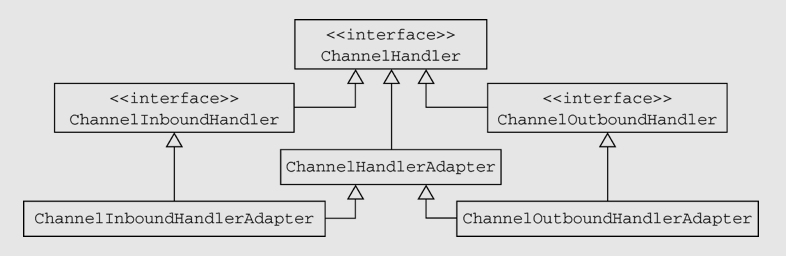 <<interface>>
ChannelHandler
<<interface>>
ChannelInboundHandler
<<interface>>
ChannelOutboundHandler
ChannelHandlerAdapter
ChannelInboundHandlerAdapter
ChannelOutboundHandlerAdapter